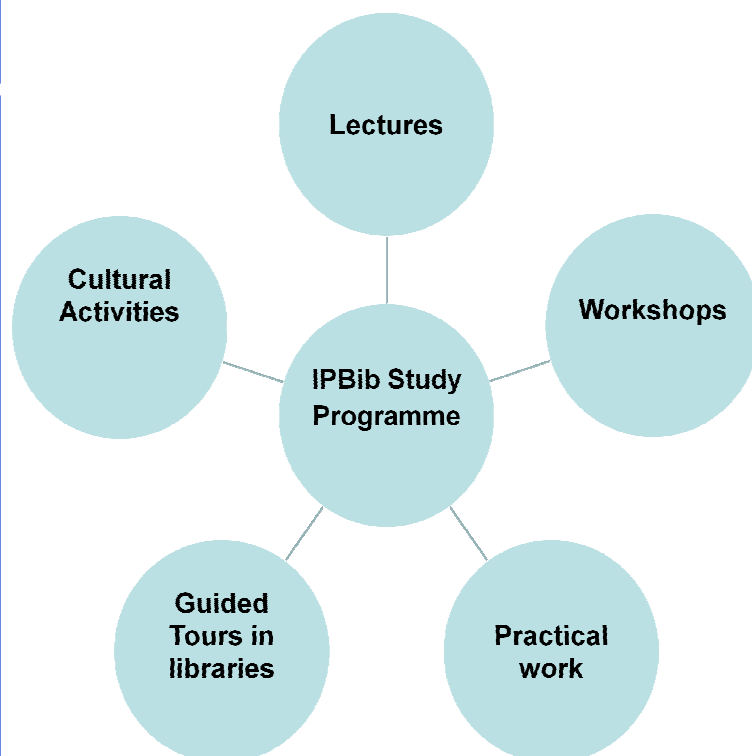 Lectures
Cultural
Activities
Workshops
IPBib Study
Programme
Guided
Tours in
libraries
Practical
work